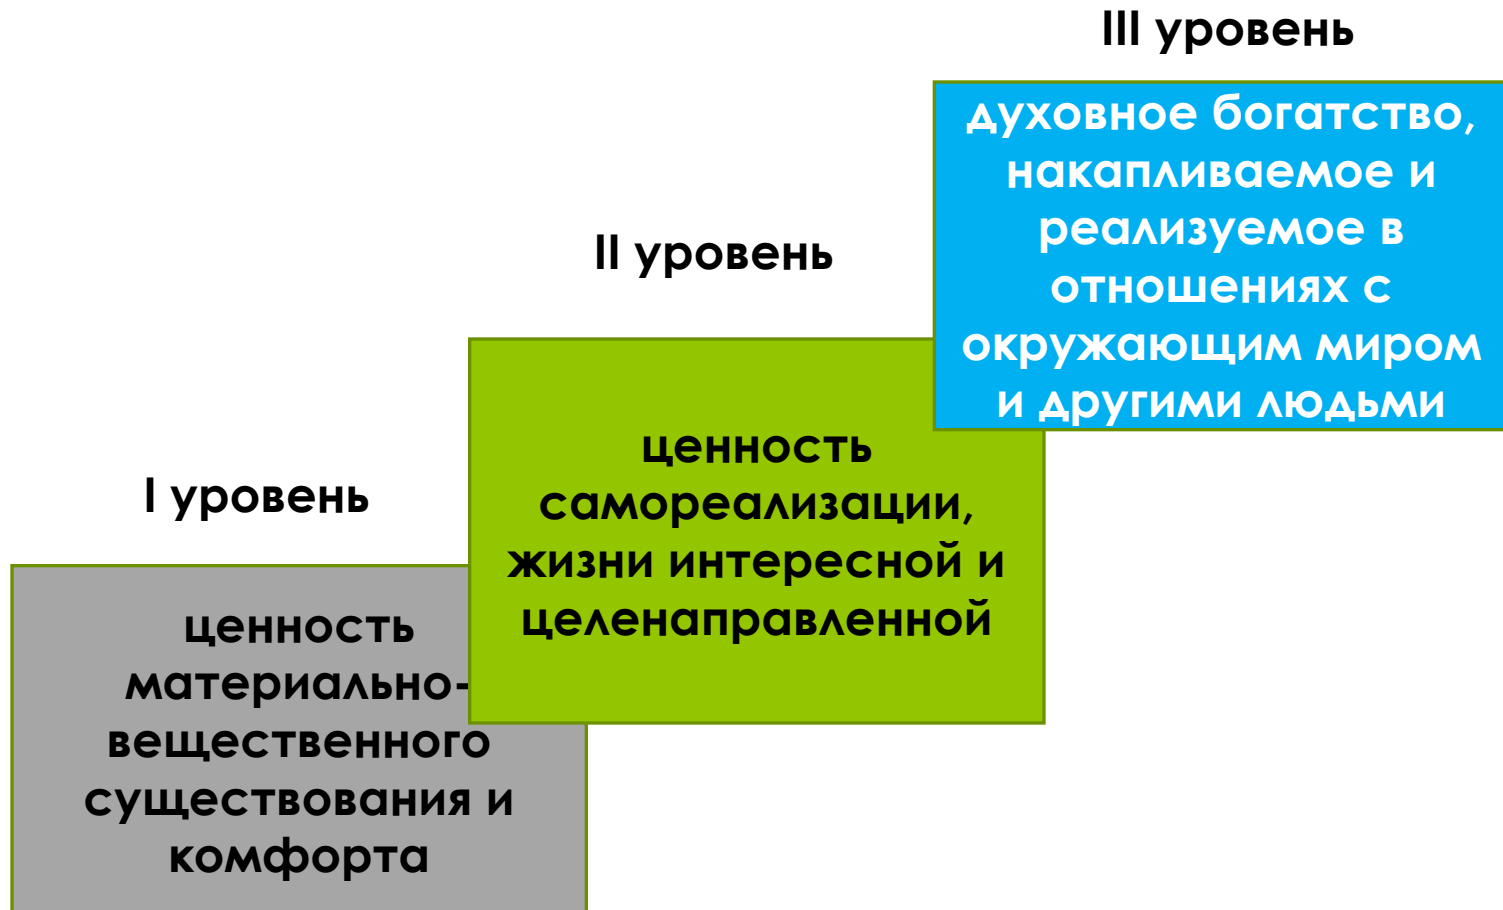 III уровень
духовное богатство,
накапливаемое и
реализуемое в
отношениях с
окружающим миром
и другими людьми
II уровень
ценность
самореализации,
жизни интересной и
целенаправленной
I уровень
ценность
материально-
вещественного
существования и
комфорта